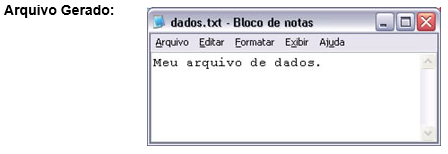 Arquivo Gerado:
dados.txt - Bloco de notas
Arquivo Editar Formatar Exibir Ajuda
Meu arquivo de dados.